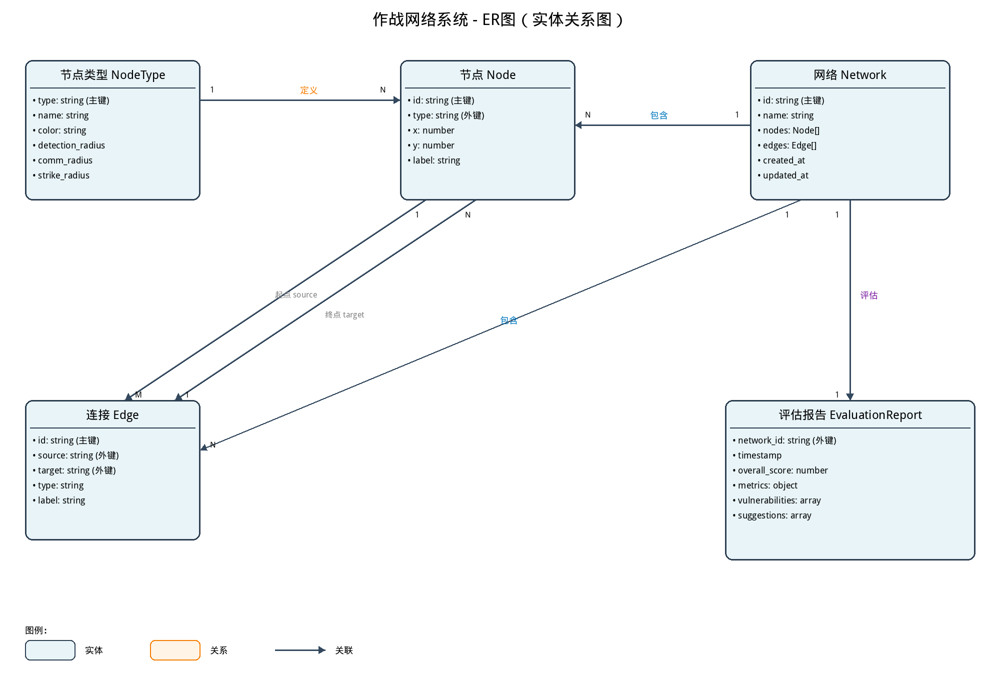 作战网络系统 - ER图（实体关系图）
节点类型 NodeType
• type: string (主键)
• name: string
• color: string
• detection_radius
• comm_radius
• strike_radius
1
定义
N
节点 Node
• id: string (主键)
• type: string (外键)
• x: number
• y: number
• label: string
N
包含
1
网络 Network
• id: string (主键)
• name: string
• nodes: Node[]
• edges: Edge[]
• created_at
• updated_at
1
N
1
1
起点 source
终点 target
包含
评估
M
1
N
1
连接 Edge
• id: string (主键)
• source: string (外键)
• target: string (外键)
• type: string
• label: string
评估报告 EvaluationReport
• network_id: string (外键)
• timestamp
• overall_score: number
• metrics: object
• vulnerabilities: array
• suggestions: array
图例:
实体
关系
关联